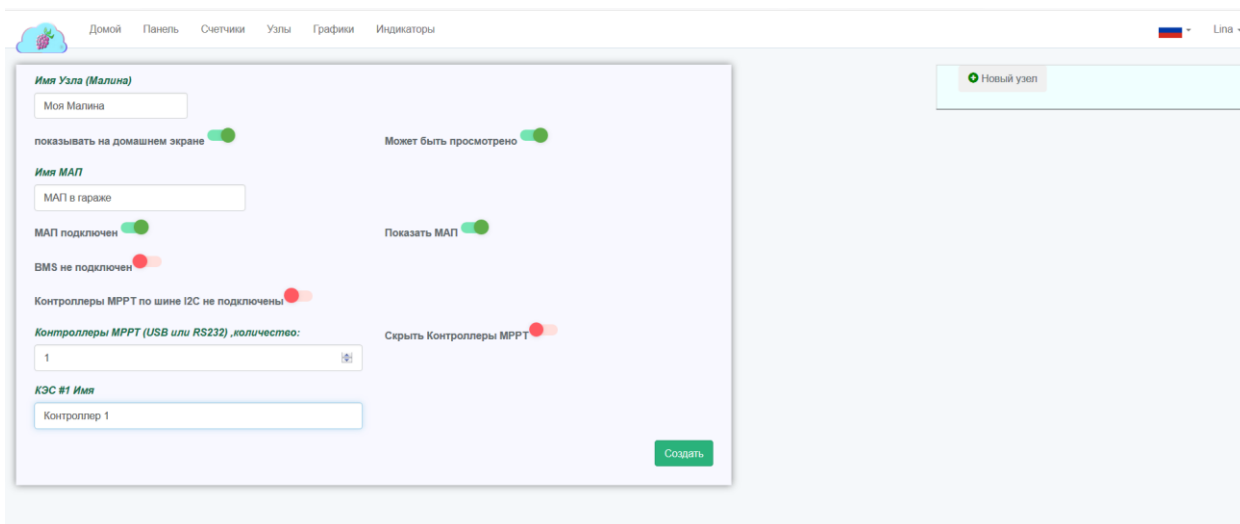 Домой Панель Счетчики Узлы Графики Индикаторы Lina
Имя Узла (Малина)
Новый узел
Моя Малина
показывать на домашнем экране Может быть просмотрено
Имя МАП
МАП в гараже
МАП подключен Показать МАП
BMS не подключен
Контроллеры MPPT по шине I2C не подключены
Контроллеры MPPT (USB или RS232) ,количество: Скрыть Контроллеры MPPT
1
КЭС #1 Имя
Контроллер 1
Создать